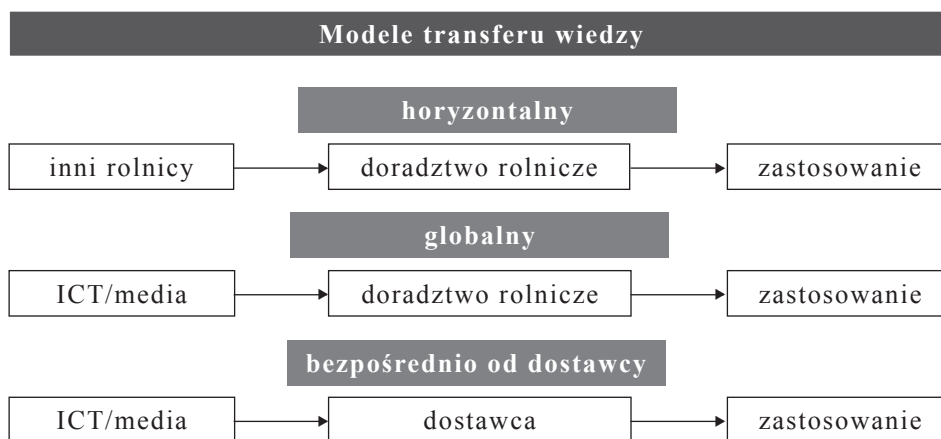 Modele transferu wiedzy
horyzontalny
inni rolnicy doradztwo rolnicze zastosowanie
globalny
ICT/media doradztwo rolnicze zastosowanie
bezpośrednio od dostawcy
ICT/media dostawca zastosowanie